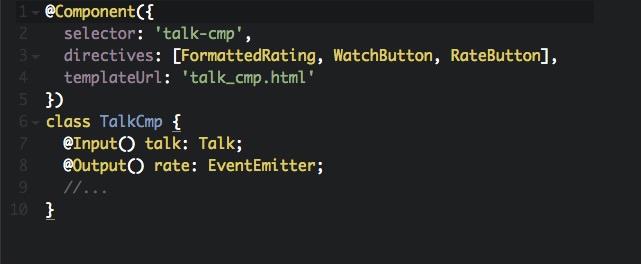 1 @Component({
2 selector: 'talk-cmp',
3 directives: [FormattedRating, WatchButton, RateButton],
4 templateUrl: 'talk_cmp.html'
5 })
6 class TalkCmp {
7 @Input() talk: Talk;
8 @Output() rate: EventEmitter;
9 //...
10 }